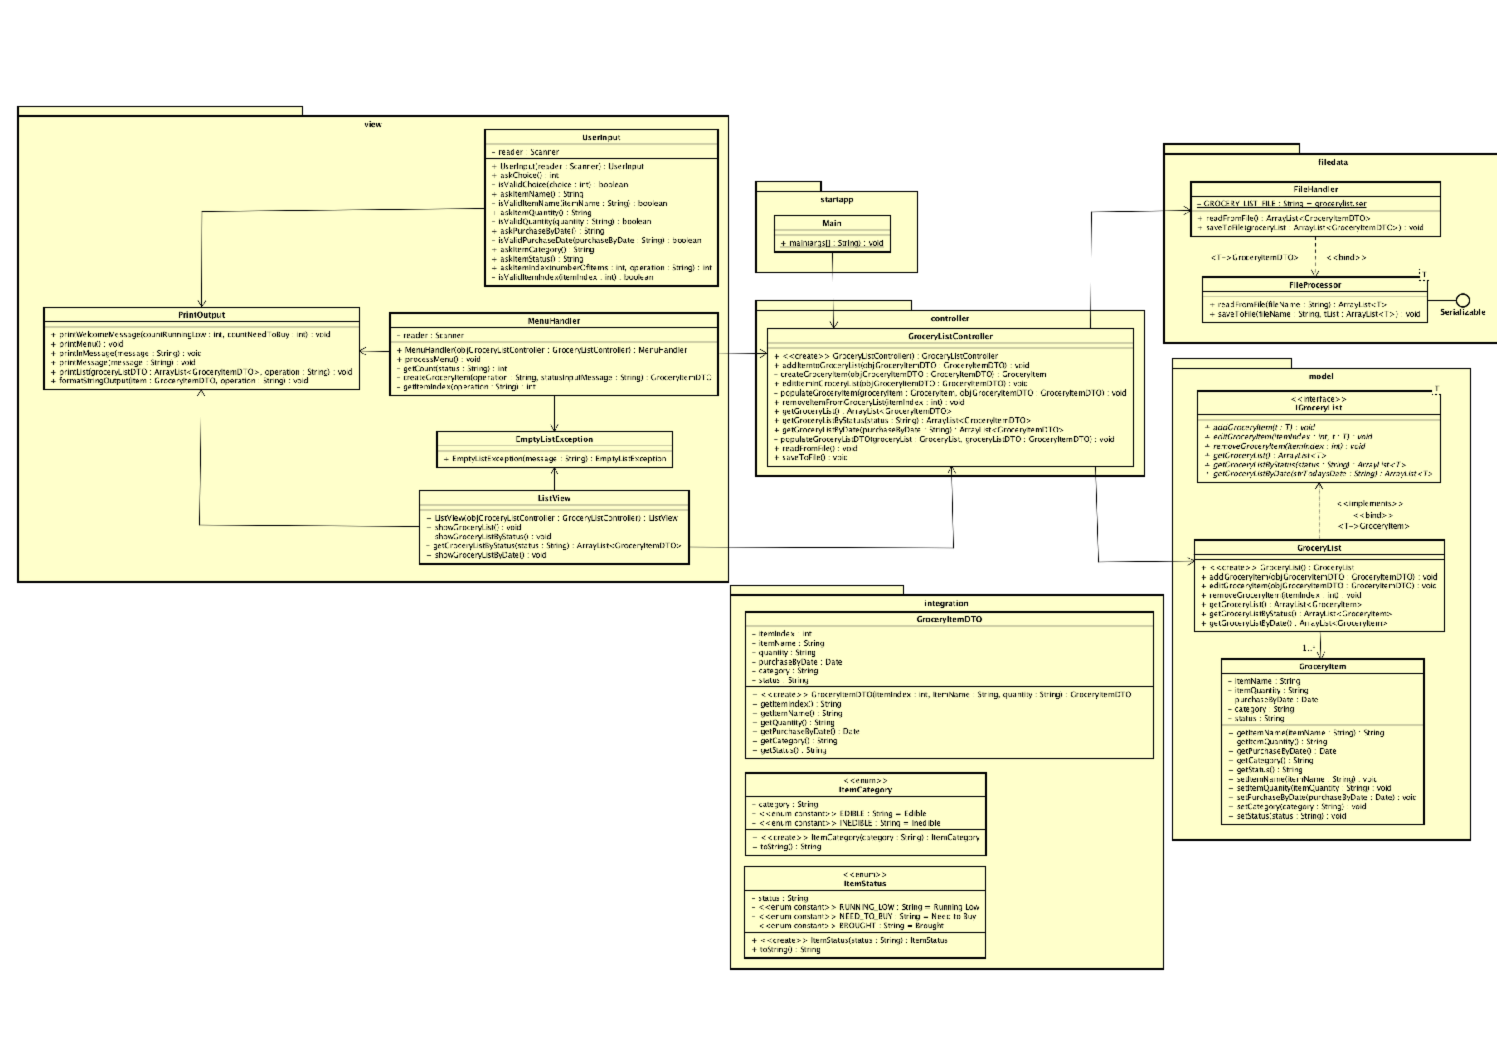 view
UserInput
- reader : Scanner
+ UserInput(reader : Scanner) : UserInput
+ askChoice() : int
- isValidChoice(choice : int) : boolean
+ askItemName() : String
- isValidItemName(itemName : String) : boolean
+ askItemQuantity() : String
- isValidQuantity(quantity : String) : boolean
+ askPurchaseByDate() : String
- isValidPurchaseDate(purchaseByDate : String) : boolean
+ askItemCategory() : String
+ askItemStatus() : String
+ askItemIndex(numberOfItems : int, operation : String) : int
- isValidItemIndex(itemIndex : int) : boolean
PrintOutput
+ printWelcomeMessage(countRunningLow : int, countNeedToBuy : int) : void
+ printMenu() : void
+ printlnMessage(message : String) : void
+ printMessage(message : String) : void
+ printList(groceryListDTO : ArrayList<GroceryItemDTO>, operation : String) : void
+ formatStringOutput(item : GroceryItemDTO, operation : String) : void
MenuHandler
- reader : Scanner
+ MenuHandler(objGroceryListController : GroceryListController) : MenuHandler
+ processMenu() : void
- getCount(status : String) : int
- createGroceryItem(operation : String, statusInputMessage : String) : GroceryItemDTO
- getItemIndex(operation : String) : int
EmptyListException
+ EmptyListException(message : String) : EmptyListException
ListView
- ListView(objGroceryListController : GroceryListController) : ListView
- showGroceryList() : void
showGroceryListByStatus() : void
- getGroceryListByStatus(status : String) : ArrayList<GroceryItemDTO>
- showGroceryListByDate() : void
startapp
Main
+ main(args[] : String) : void
controller
GroceryListController
+ <<create>> GroceryListController() : GroceryListController
+ addItemtoGroceryList(objGroceryItemDTO : GroceryItemDTO) : void
- createGroceryItem(objGroceryItemDTO : GroceryItemDTO) : GroceryItem
+ editItemInGroceryList(objGroceryItemDTO : GroceryItemDTO) : void
- populateGroceryItem(groceryItem : GroceryItem, objGroceryItemDTO : GroceryItemDTO) : void
+ removeItemFromGroceryList(itemIndex : int) : void
+ getGroceryList() : ArrayList<GroceryItemDTO>
+ getGroceryListByStatus(status : String) : ArrayList<GroceryItemDTO>
+ getGroceryListByDate(purchaseByDate : String) : ArrayList<GroceryItemDTO>
- populateGroceryListDTO(groceryList : GroceryList, groceryListDTO : GroceryItemDTO) : void
+ readFromFile() : void
+ saveToFile() : void
filedata
FileHandler
- GROCERY_LIST_FILE : String = grocerylist.ser
+ readFromFile() : ArrayList<GroceryItemDTO>
+ saveToFile(groceryList : ArrayList<GroceryItemDTO>) : void
<T->GroceryItemDTO> <<bind>>
T
FileProcessor
+ readFromFile(fileName : String) : ArrayList<T>
+ saveToFile(fileName : String, tList : ArrayList<T>) : void
Serializable
model
T
<<interface>>
IGroceryList
+ addGroceryItem(t : T) : void
+ editGroceryItem(itemIndex : int, t : T) : void
+ removeGroceryItem(itemIndex : int) : void
+ getGroceryList() : ArrayList<T>
+ getGroceryListByStatus(status : String) : ArrayList<T>
+ getGroceryListByDate(strTodaysDate : String) : ArrayList<T>
<<implements>>
<<bind>>
<T->GroceryItem>
GroceryList
+ <<create>> GroceryList() : GroceryList
+ addGroceryItem(objGroceryItemDTO : GroceryItemDTO) : void
+ editGroceryItem(objGroceryItemDTO : GroceryItemDTO) : void
+ removeGroceryItem(itemIndex : int) : void
+ getGroceryList() : ArrayList<GroceryItem>
+ getGroceryListByStatus() : ArrayList<GroceryItem>
+ getGroceryListByDate() : ArrayList<GroceryItem>
1..*
GroceryItem
- itemName : String
- itemQuantity : String
purchaseByDate : Date
- category : String
- status : String
- getItemName(itemName : String) : String
getItemQuantity() : String
- getPurchaseByDate() : Date
- getCategory() : String
- getStatus() : String
- setItemName(itemName : String) : void
- setItemQuanity(itemQuantity : String) : void
- setPurchaseByDate(purchaseByDate : Date) : void
- setCategory(category : String) : void
- setStatus(status : String) : void
integration
GroceryItemDTO
- itemIndex : int
- itemName : String
- quantity : String
- purchaseByDate : Date
- category : String
- status : String
- <<create>> GroceryItemDTO(itemIndex : int, itemName : String, quantity : String) : GroceryItemDTO
- getItemIndex() : String
- getItemName() : String
- getQuantity() : String
- getPurchaseByDate() : Date
- getCategory() : String
- getStatus() : String
<<enum>>
ItemCategory
- category : String
- <<enum constant>> EDIBLE : String = Edible
- <<enum constant>> INEDIBLE : String = Inedible
- <<create>> ItemCategory(category : String) : ItemCategory
- toString() : String
<<enum>>
ItemStatus
- status : String
- <<enum constant>> RUNNING_LOW : String = Running Low
- <<enum constant>> NEED_TO_BUY : String = Need to Buy
<<enum constant>> BROUGHT : String = Brought
+ <<create>> ItemStatus(status : String) : ItemStatus
+ toString() : String